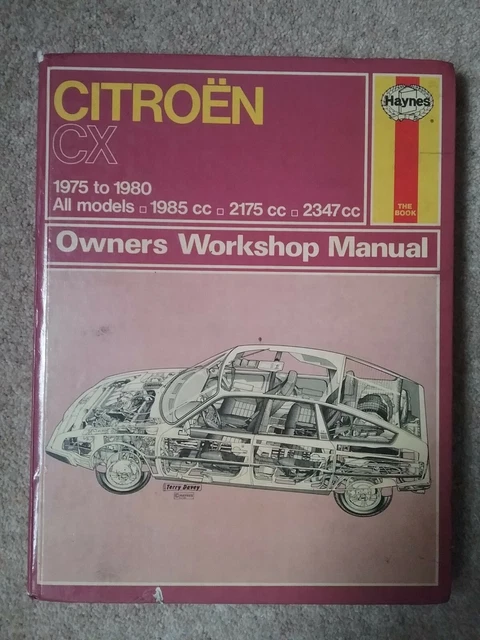 CITROËN
CX
1975 to 1980
All models □ 1985 cc □ 2175 cc □ 2347 cc
Haynes
THE
BOOK
Owners Workshop Manual
Terry Davey